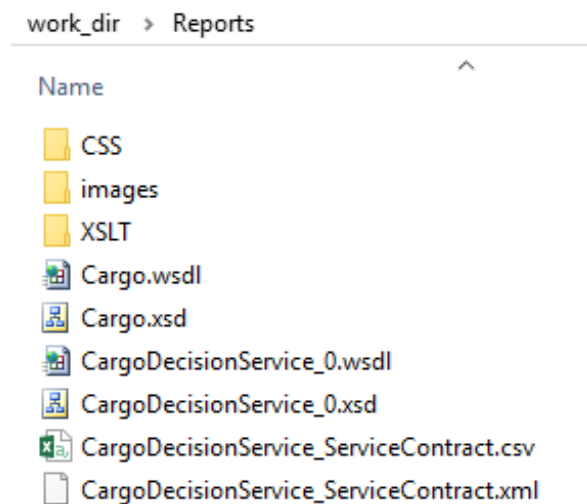 work_dir > Reports
Name
CSS
images
XSLT
Cargo.wsdl
Cargo.xsd
CargoDecisionService_0.wsdl
CargoDecisionService_0.xsd
CargoDecisionService_ServiceContract.csv
CargoDecisionService_ServiceContract.xml